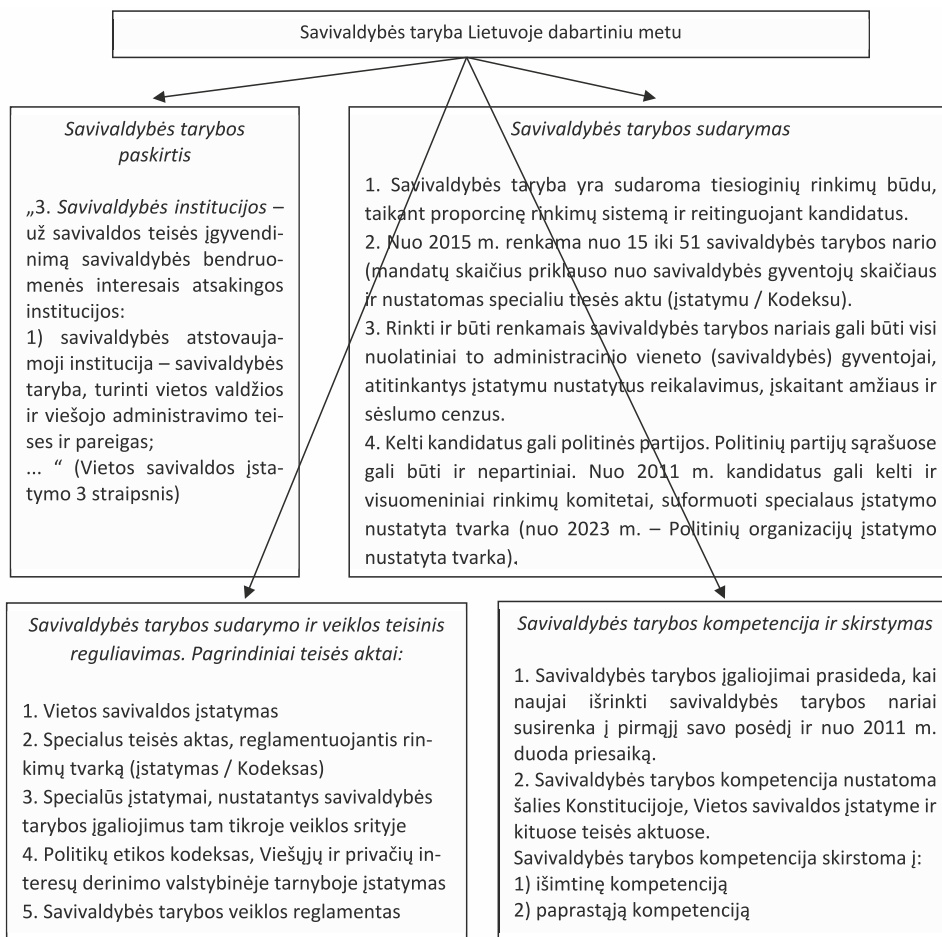 Savivaldybės taryba Lietuvoje dabartiniu metu
Savivaldybės tarybos
paskirtis
„3. Savivaldybės institucijos –
už savivaldos teisės įgyvendi-
nimą savivaldybės bendruo-
menės interesais atsakingos
institucijos:
1) savivaldybės atstovauja-
moji institucija – savivaldybės
taryba, turinti vietos valdžios
ir viešojo administravimo tei-
ses ir pareigas;
... “ (Vietos savivaldos įsta-
tymo 3 straipsnis)
Savivaldybės tarybos sudarymas
1. Savivaldybės taryba yra sudaroma tiesioginių rinkimų būdu,
taikant proporcinę rinkimų sistemą ir reitinguojant kandidatus.
2. Nuo 2015 m. renkama nuo 15 iki 51 savivaldybės tarybos nario
(mandatų skaičius priklauso nuo savivaldybės gyventojų skaičiaus
ir nustatomas specialiu tiesės aktu (įstatymu / Kodeksu).
3. Rinkti ir būti renkamais savivaldybės tarybos nariais gali būti visi
nuolatiniai to administracinio vieneto (savivaldybės) gyventojai,
atitinkantys įstatymu nustatytus reikalavimus, įskaitant amžiaus ir
sėslumo cenzus.
4. Kelti kandidatus gali politinės partijos. Politinių partijų sąrašuose
gali būti ir nepartiniai. Nuo 2011 m. kandidatus gali kelti ir
visuomeniniai rinkimų komitetai, suformuoti specialaus įstatymo
nustatyta tvarka (nuo 2023 m. – Politinių organizacijų įstatymo
nustatyta tvarka).
Savivaldybės tarybos sudarymo ir veiklos teisinis
reguliavimas. Pagrindiniai teisės aktai:
1. Vietos savivaldos įstatymas
2. Specialus teisės aktas, reglamentuojantis rin-
kimų tvarką (įstatymas / Kodeksas)
3. Specialūs įstatymai, nustatantys savivaldybės
tarybos įgaliojimus tam tikroje veiklos srityje
4. Politikų etikos kodeksas, Viešųjų ir privačių in-
teresų derinimo valstybinėje tarnyboje įstatymas
5. Savivaldybės tarybos veiklos reglamentas
Savivaldybės tarybos kompetencija ir skirstymas
1. Savivaldybės tarybos įgaliojimai prasideda, kai
naujai išrinkti savivaldybės tarybos nariai
susirenka į pirmąjį savo posėdį ir nuo 2011 m.
duoda priesaiką.
2. Savivaldybės tarybos kompetencija nustatoma
šalies Konstitucijoje, Vietos savivaldos įstatyme ir
kituose teisės aktuose.
Savivaldybės tarybos kompetencija skirstoma į:
1) išimtinę kompetenciją
2) paprastąją kompetenciją